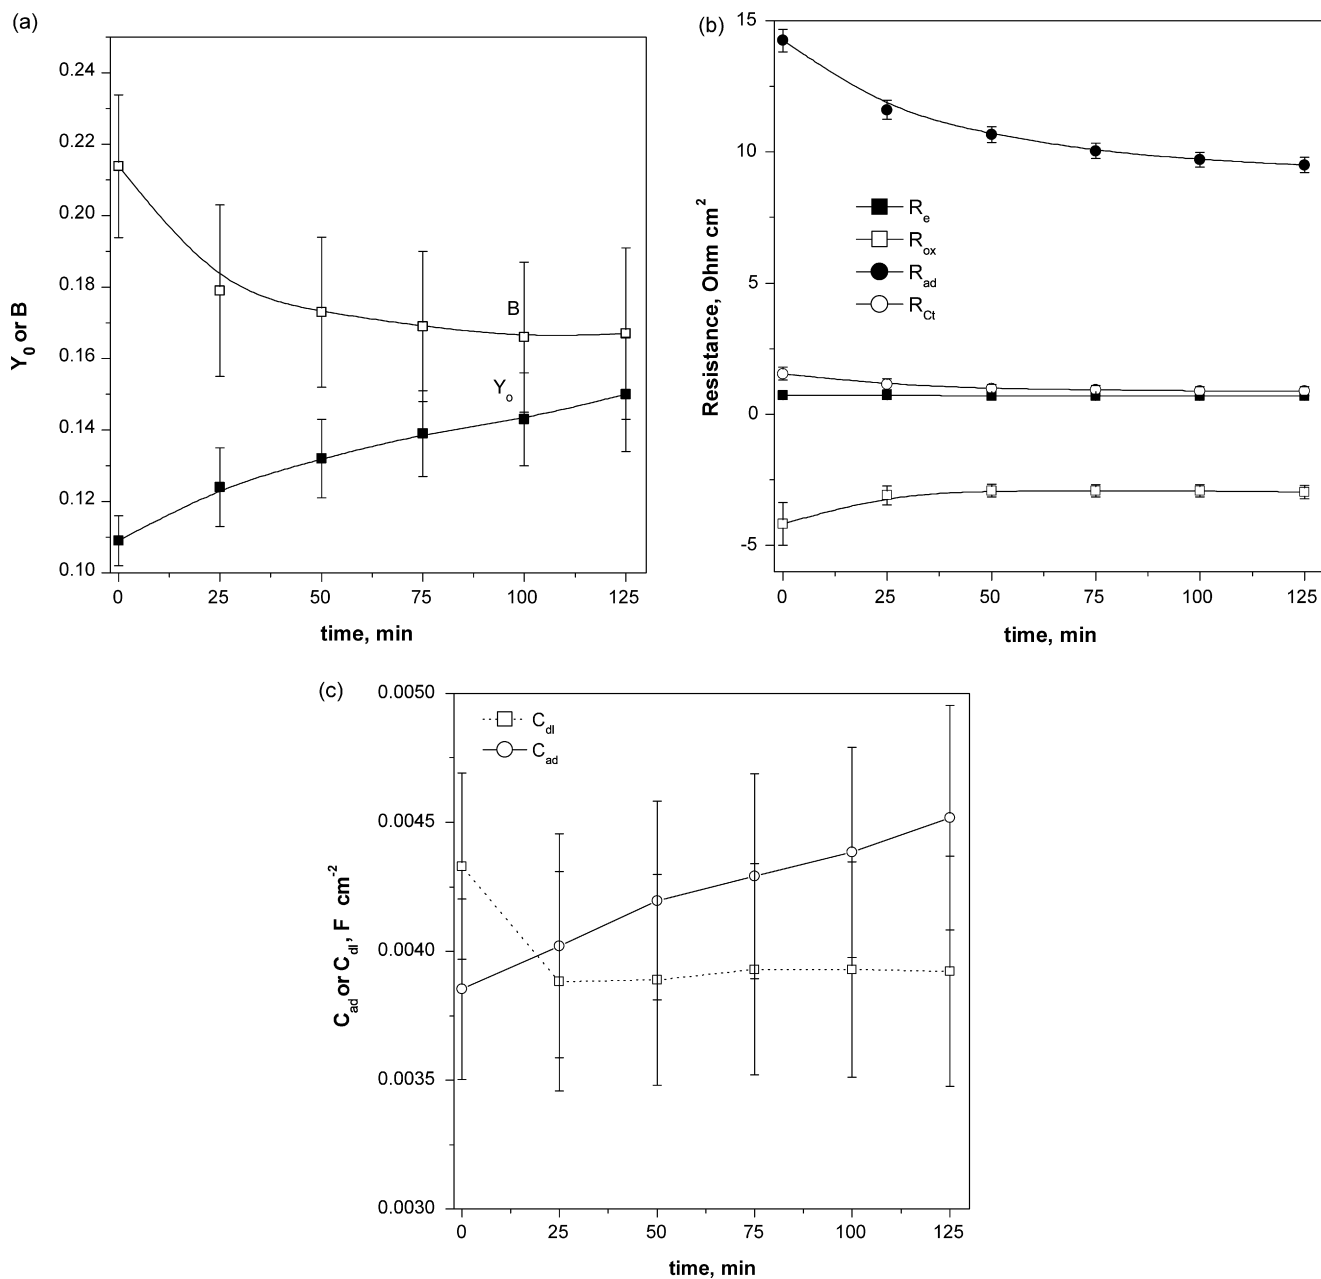 (a)
0.24
0.22
0.20
0.18
0.16
0.14
0.12
0.10
Y0 or B
B
Yo
0 25 50 75 100 125
time, min
(b)
15
10
5
0
-5
Resistance, Ohm cm2
Re
Rox
Rad
RCt
0 25 50 75 100 125
time, min
(c)
0.0050
0.0045
0.0040
0.0035
0.0030
Cad or Cdl, F cm-2
Cdl
Cad
0 25 50 75 100 125
time, min